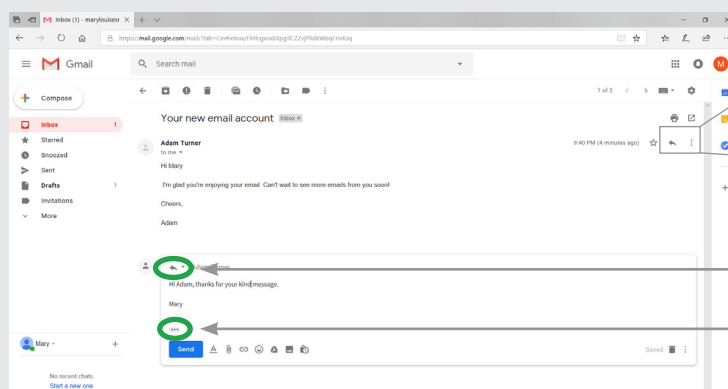 Inbox (1) - marylouisesr
https://mail.google.com/mail/?tab=Cm#inbox/
Gmail
Search mail
Compose
1 of 2
Inbox 1
Starred
Snoozed
Sent
Drafts 1
Invitations
More
Your new email account Inbox ×
Adam Turner
9:40 PM (4 minutes ago)
to me
Hi Mary
I'm glad you're enjoying your email. Can't wait to see more emails from you soon!
Cheers,
Adam
Hi Adam, thanks for your kind message.
Mary
Send
Saved
Mary
No recent chats
Start a new one
M